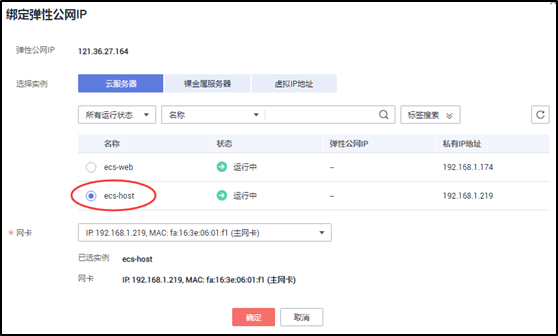 绑定弹性公网IP
弹性公网IP 121.36.27.164
选择实例 云服务器 裸金属服务器 虚拟IP地址
所有运行状态 名称 标签搜索
名称 状态 弹性公网IP 私有IP地址
ecs-web 运行中 -- 192.168.1.174
ecs-host 运行中 -- 192.168.1.219
* 网卡 IP: 192.168.1.219, MAC: fa:16:3e:06:01:f1 (主网卡)
已选实例 ecs-host
网卡 IP: 192.168.1.219, MAC: fa:16:3e:06:01:f1 (主网卡)
确定 取消